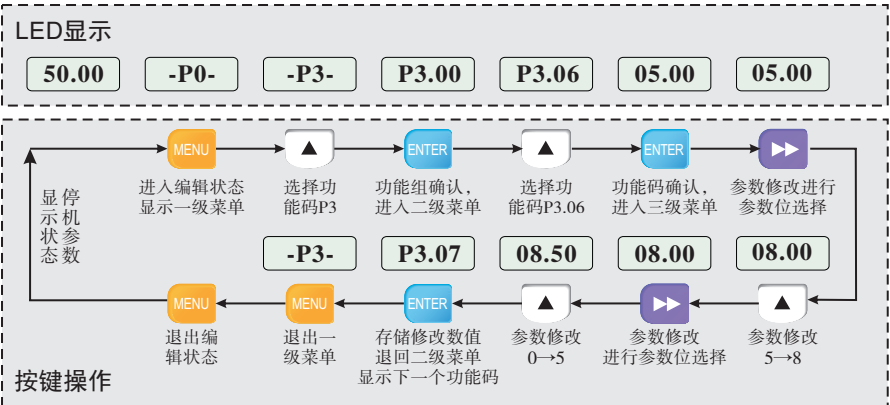 LED显示
50.00
-P0-
-P3-
P3.00
P3.06
05.00
05.00
MENU
ENTER
ENTER
进入编辑状态
显示一级菜单
选择功
能码P3
功能组确认，
进入二级菜单
选择功
能码P3.06
功能码确认，
进入三级菜单
参数修改进行
参数位选择
停机参数
显示状态
-P3-
P3.07
08.50
08.00
08.00
MENU
MENU
ENTER
退出编
辑状态
退出一
级菜单
存储修改数值
退回二级菜单
显示下一个功能码
参数修改
0→5
参数修改
进行参数位选择
参数修改
5→8
按键操作